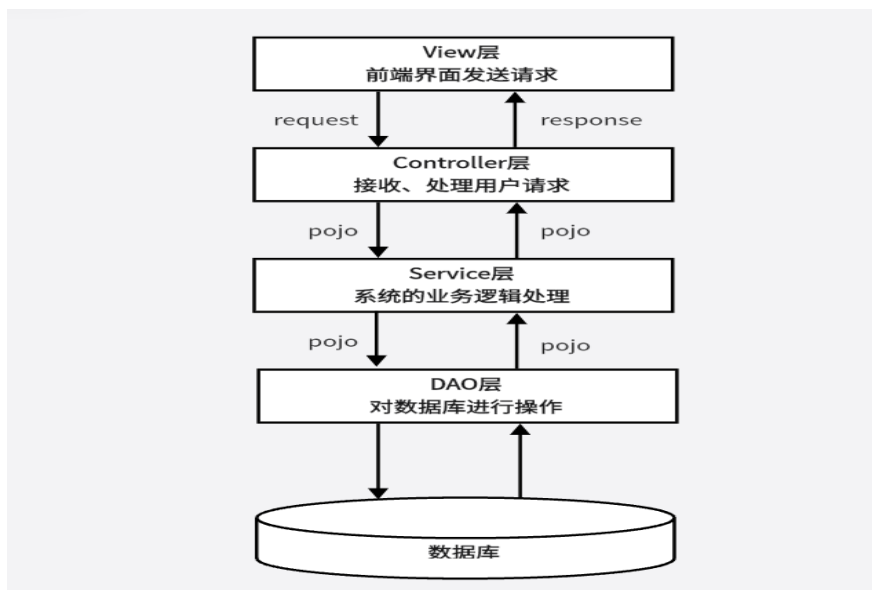 View层
前端界面发送请求
request
response
Controller层
接收、处理用户请求
pojo
pojo
Service层
系统的业务逻辑处理
pojo
pojo
DAO层
对数据库进行操作
数据库